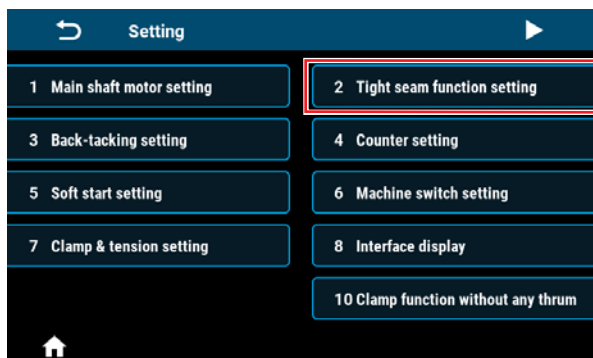 Setting
1 Main shaft motor setting
2 Tight seam function setting
3 Back-tacking setting
4 Counter setting
5 Soft start setting
6 Machine switch setting
7 Clamp & tension setting
8 Interface display
10 Clamp function without any thrum